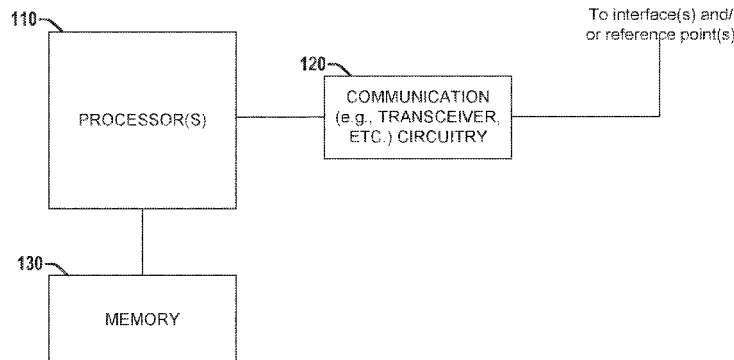 110
To interface(s) and/
or reference point(s)
120
PROCESSOR(S)
COMMUNICATION
(e.g., TRANSCEIVER,
ETC.) CIRCUITRY
130
MEMORY